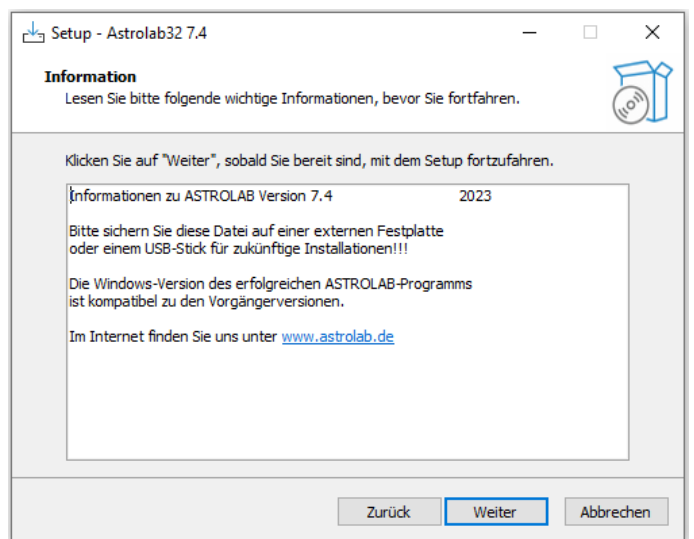 Setup - Astrolab32 7.4
Information
Lesen Sie bitte folgende wichtige Informationen, bevor Sie fortfahren.
Klicken Sie auf "Weiter", sobald Sie bereit sind, mit dem Setup fortzufahren.
Informationen zu ASTROLAB Version 7.4 2023
Bitte sichern Sie diese Datei auf einer externen Festplatte
oder einem USB-Stick für zukünftige Installationen!!!
Die Windows-Version des erfolgreichen ASTROLAB-Programms
ist kompatibel zu den Vorgängerversionen.
Im Internet finden Sie uns unter www.astrolab.de
Zurück Weiter Abbrechen